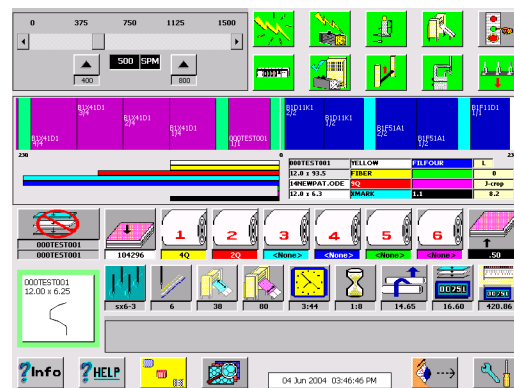 0 375 750 1125 1500
500 SPM
400 800
B1X41D1
4/4
B1X41D1
3/4
B1X41D1
2/4
B1X41D1
1/4
000TEST001
1/1
B1D11K1
2/2
B1D11K1
1/2
B1F51A1
2/2
B1F51A1
1/2
B1F11D1
1/1
230 0 230
000TEST001 YELLOW FILFOUR L
12.0 x 93.5 FIBER 0
14NEWPAT.ODE 9Q J-crop
12.0 x 6.3 XMARK 1.1 8.2
1 2 3 4 5 6
000TEST001
000TEST001 104296 4Q 2Q <None> <None> <None> <None> .50
000TEST001
12.00 x 6.25
00751 00751
sx6-3 6 38 80 3:44 1:8 14.65 16.60 420.86
?Info ?HELP
04 Jun 2004 03:46:46 PM